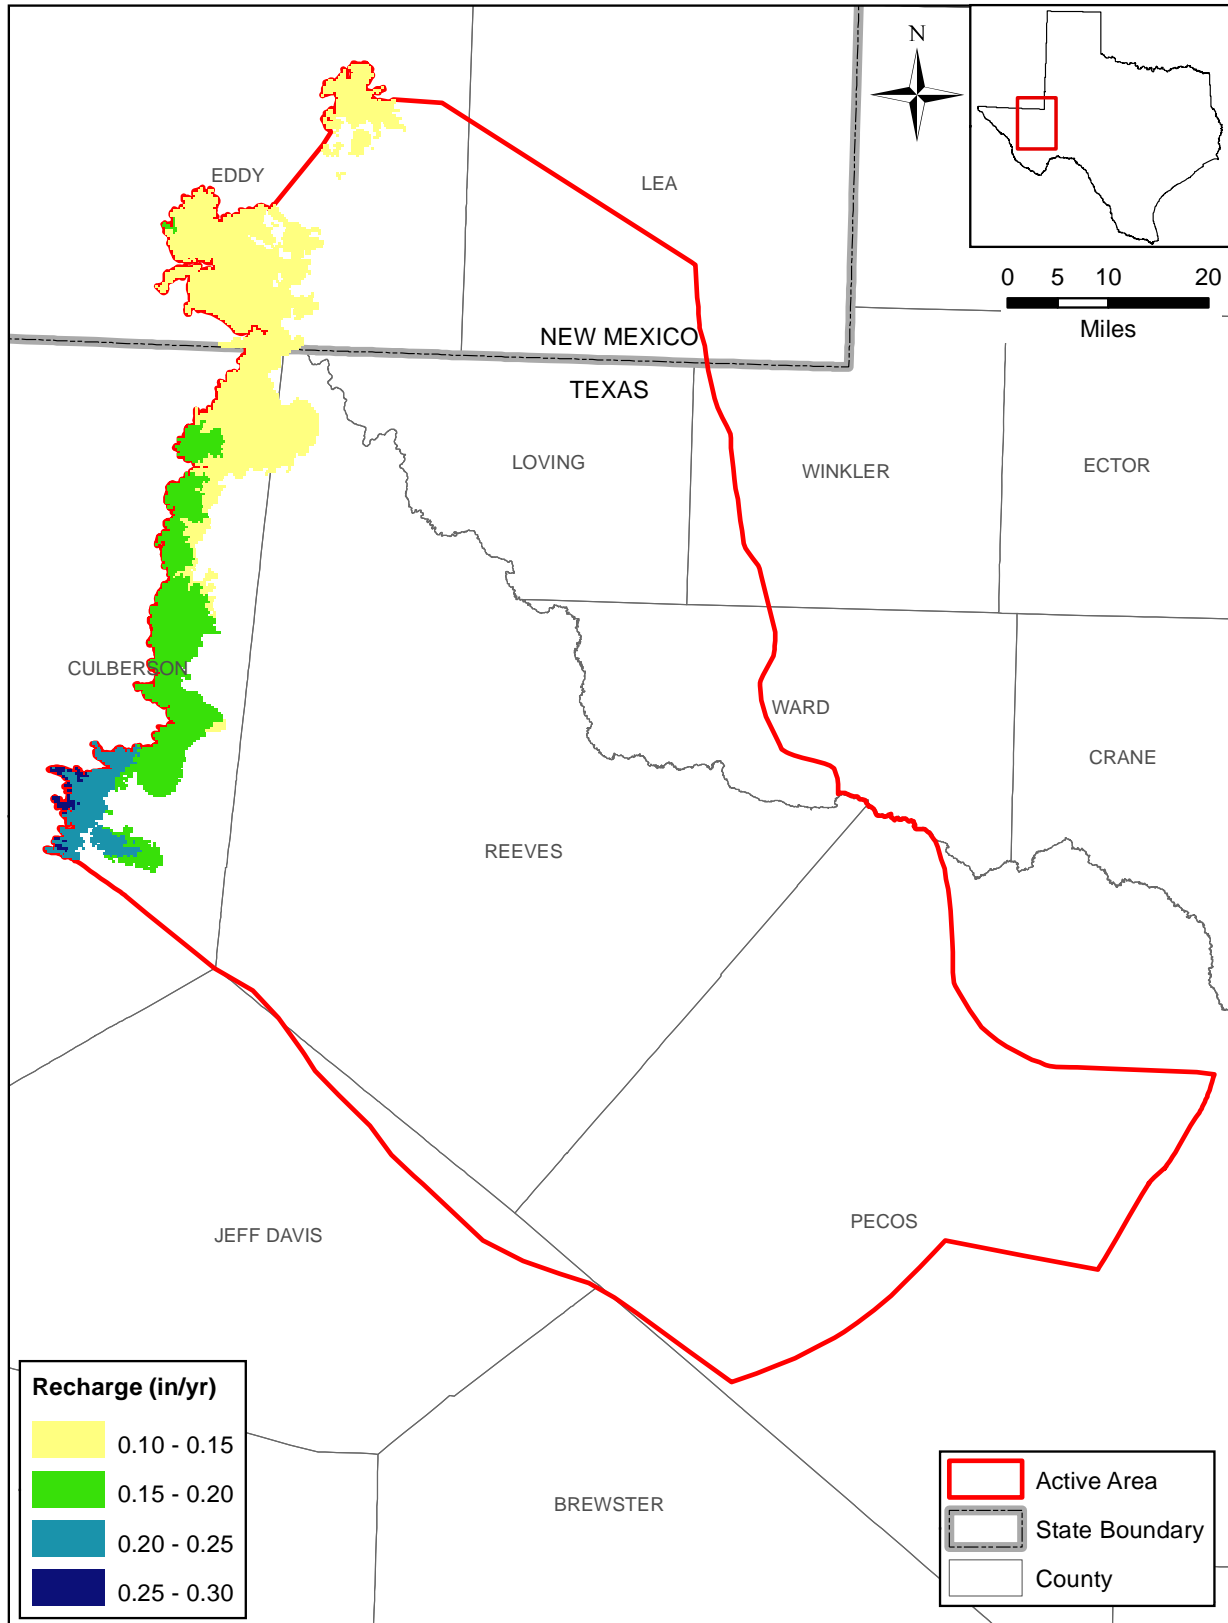 N
EDDY
LEA
0 5 10 20
Miles
NEW MEXICO
TEXAS
LOVING
WINKLER
ECTOR
CULBERSON
WARD
CRANE
REEVES
PECOS
JEFF DAVIS
BREWSTER
Recharge (in/yr)
0.10 - 0.15
0.15 - 0.20
0.20 - 0.25
0.25 - 0.30
Active Area
State Boundary
County